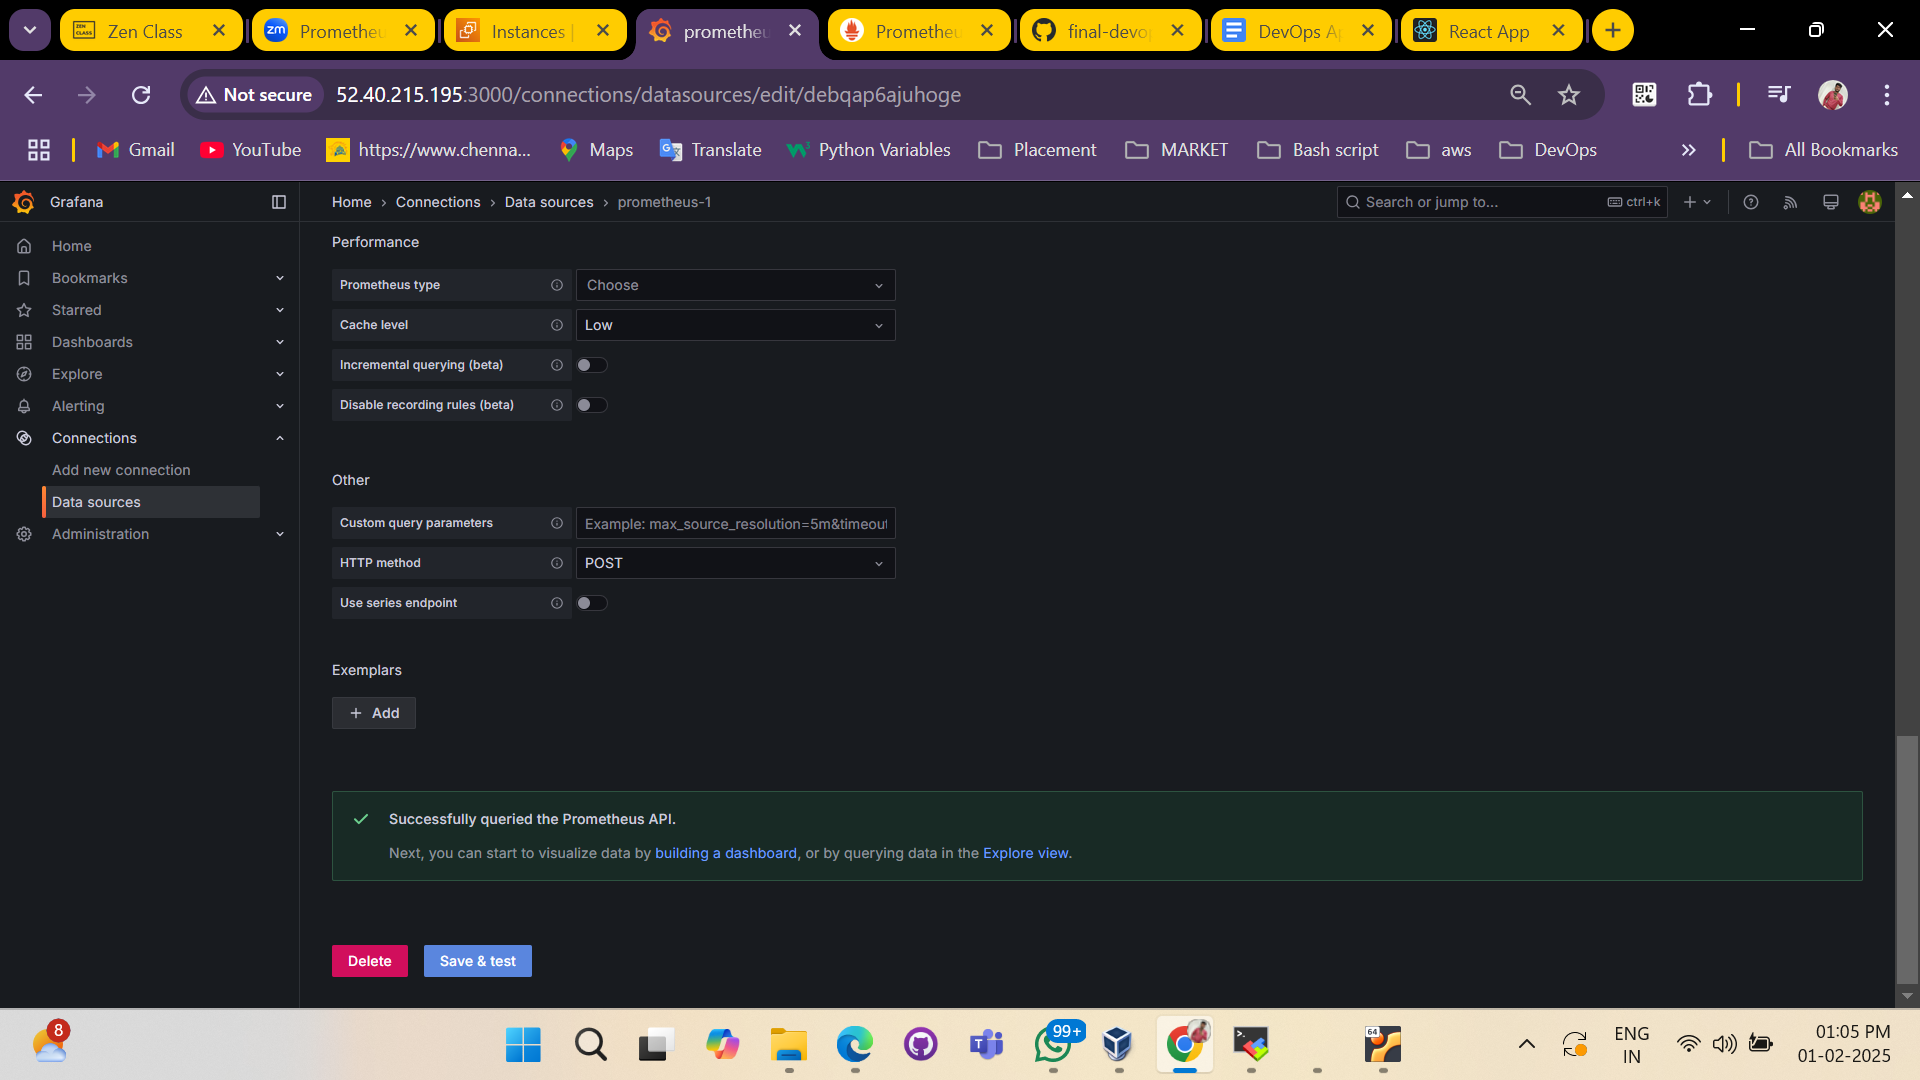 Zen Class
Prometheu
Instances |
prometheu
Prometheu
final-devo
DevOps A
React App
Not secure
52.40.215.195:3000/connections/datasources/edit/debqap6ajuhoge
Gmail
YouTube
https://www.chenna...
Maps
Translate
Python Variables
Placement
MARKET
Bash script
aws
DevOps
All Bookmarks
Grafana
Home › Connections › Data sources › prometheus-1
Search or jump to...
ctrl+k
Home
Bookmarks
Starred
Dashboards
Explore
Alerting
Connections
Add new connection
Data sources
Administration
Performance
Prometheus type
Choose
Cache level
Low
Incremental querying (beta)
Disable recording rules (beta)
Other
Custom query parameters
Example: max_source_resolution=5m&timeout
HTTP method
POST
Use series endpoint
Exemplars
+ Add
Successfully queried the Prometheus API.
Next, you can start to visualize data by building a dashboard, or by querying data in the Explore view.
Delete
Save & test
8
99+
64
ENG
IN
01:05 PM
01-02-2025